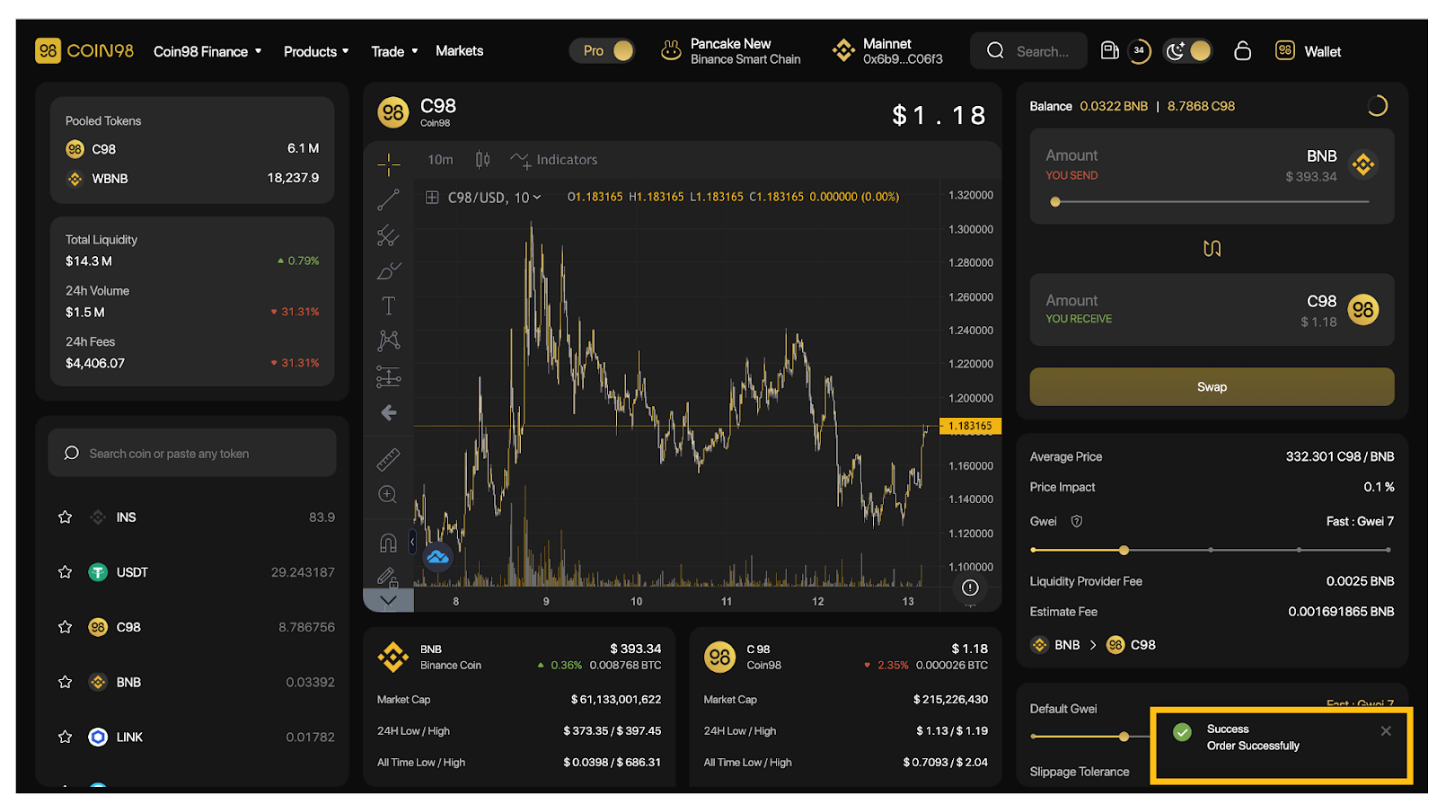 98 COIN98 Coin98 Finance Products Trade Markets
Pro
Pancake New
Binance Smart Chain
Mainnet
0x6b9...C06f3
Search...
34
98 Wallet
Pooled Tokens
98 C98 6.1 M
WBNB 18,237.9
Total Liquidity
$14.3 M 0.79%
24h Volume
$1.5 M 31.31%
24h Fees
$4,406.07 31.31%
Search coin or paste any token
INS 83.9
USDT 29.243187
98 C98 8.786756
BNB 0.03392
LINK 0.01782
98 C98
Coin98
$1.18
10m Indicators
C98/USD, 10 O1.183165 H1.183165 L1.183165 C1.183165 0.000000 (0.00%)
1.320000
1.300000
1.280000
1.260000
1.240000
1.220000
1.200000
1.183165
1.160000
1.140000
1.120000
1.100000
8 9 10 11 12 13
BNB $ 393.34
Binance Coin 0.36% 0.008768 BTC
Market Cap $ 61,133,001,622
24H Low / High $ 373.35 / $ 397.45
All Time Low / High $ 0.0398 / $ 686.31
98 C98 $ 1.18
Coin98 2.35% 0.000026 BTC
Market Cap $ 215,226,430
24H Low / High $ 1.13 / $ 1.19
All Time Low / High $ 0.7093 / $ 2.04
Balance 0.0322 BNB | 8.7868 C98
Amount BNB
YOU SEND $ 393.34
Amount C98 98
YOU RECEIVE $ 1.18
Swap
Average Price 332.301 C98 / BNB
Price Impact 0.1 %
Gwei Fast : Gwei 7
Liquidity Provider Fee 0.0025 BNB
Estimate Fee 0.001691865 BNB
BNB > 98 C98
Default Gwei Fast : Gwei 7
Success
Order Successfully
Slippage Tolerance